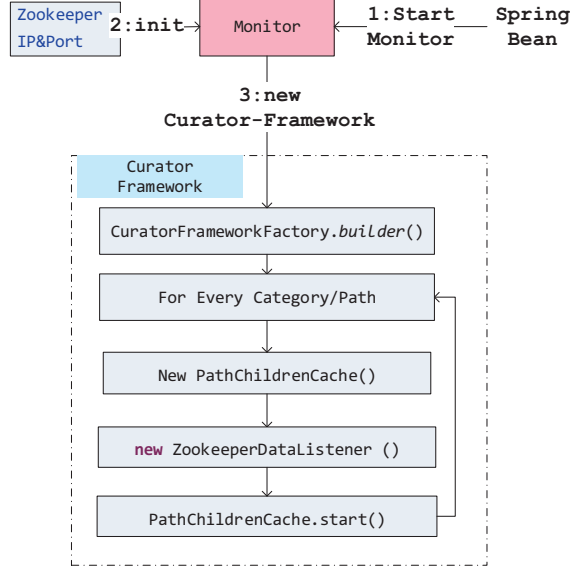 Zookeeper
IP&Port
2:init
Monitor
1:Start
Monitor
Spring
Bean
3:new
Curator-Framework
Curator
Framework
CuratorFrameworkFactory.builder()
For Every Category/Path
New PathChildrenCache()
new ZookeeperDataListener ()
PathChildrenCache.start()